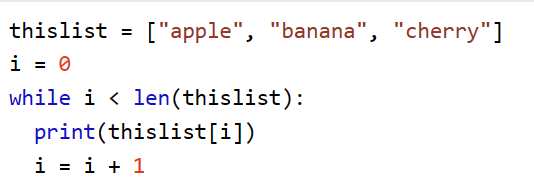 thislist = ["apple", "banana", "cherry"]
i = 0
while i < len(thislist):
  print(thislist[i])
  i = i + 1